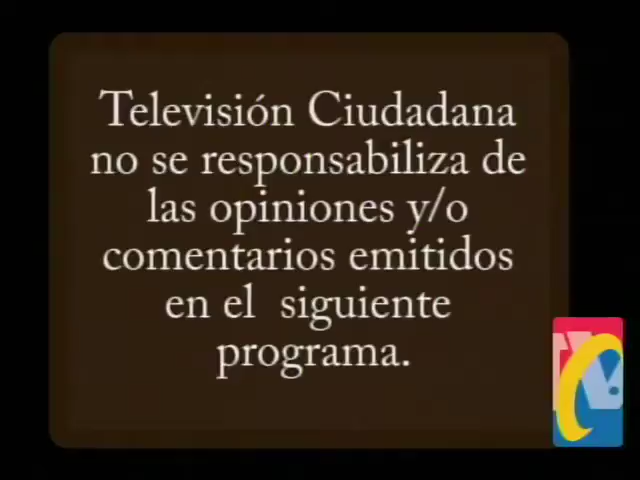 Televisión Ciudadana
no se responsabiliza de
las opiniones y/o
comentarios emitidos
en el siguiente
programa.